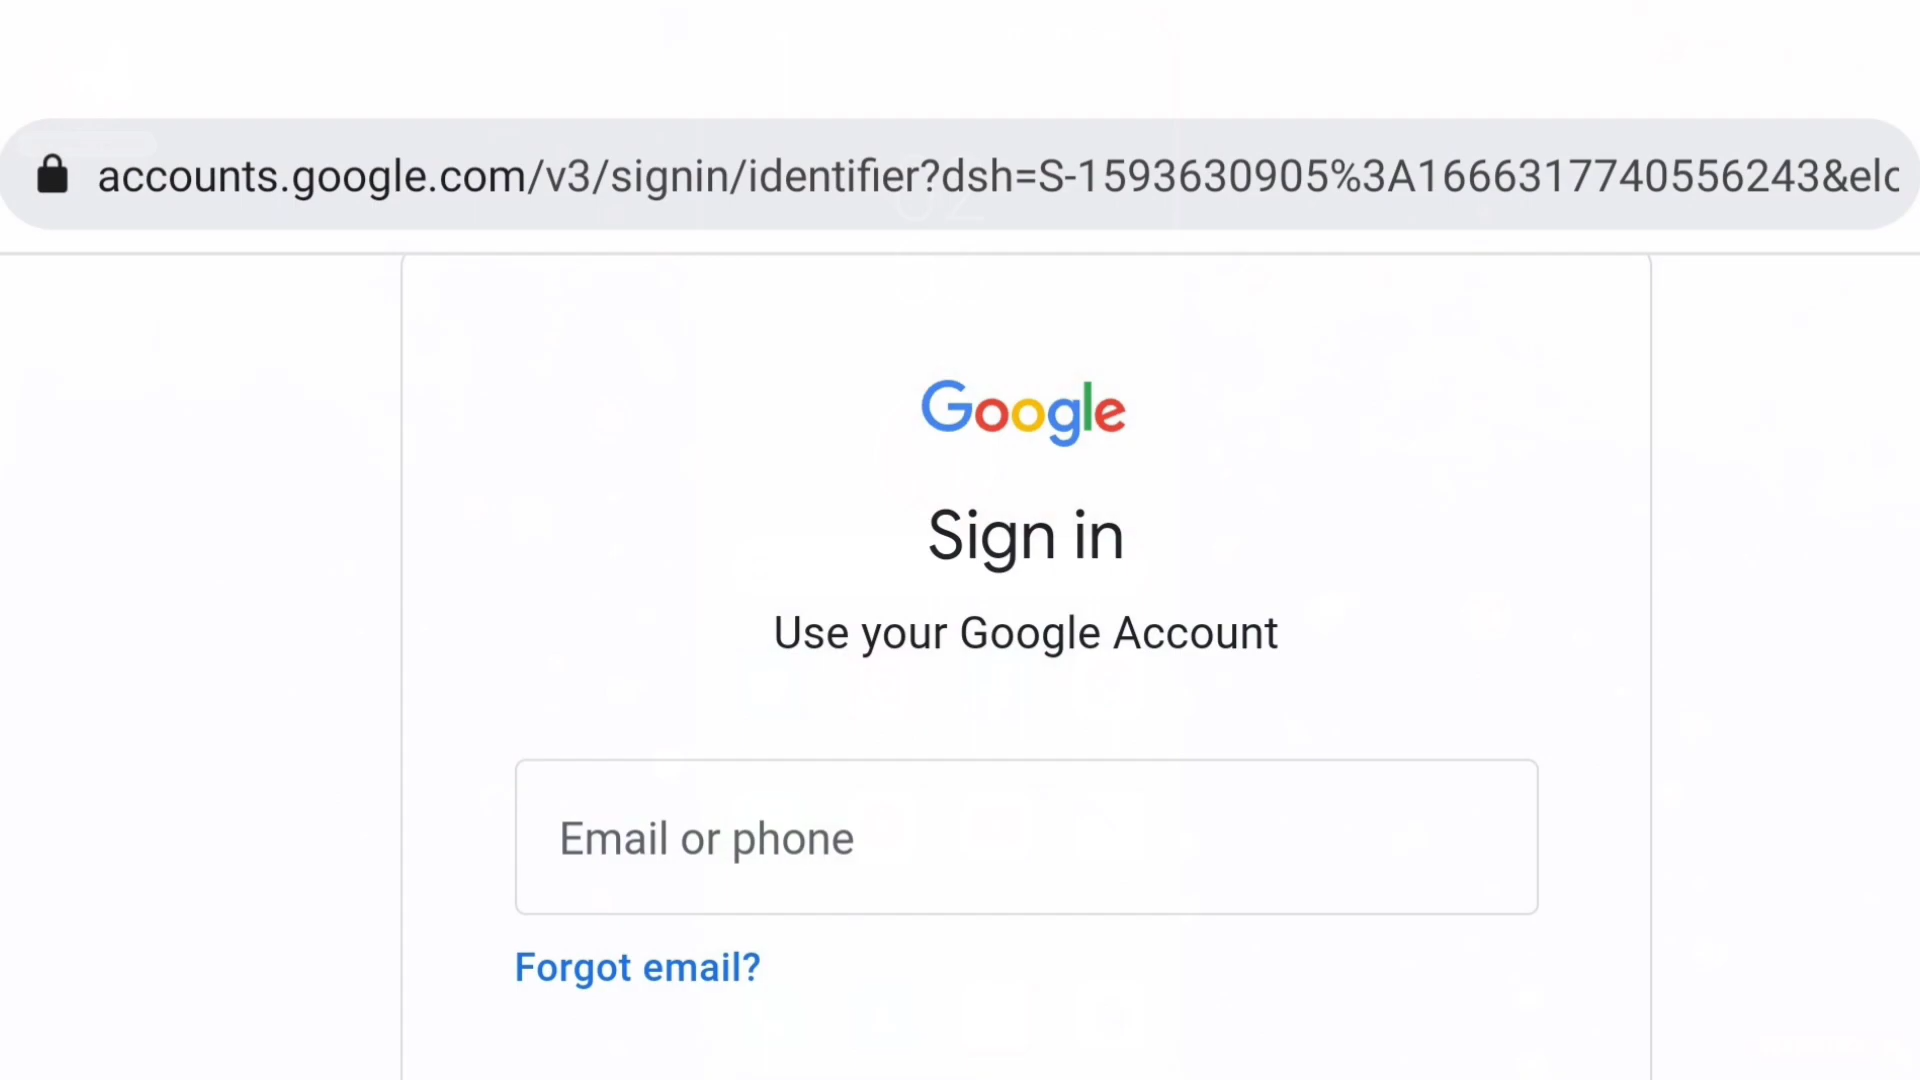 accounts.google.com/v3/signin/identifier?dsh=S-1593630905%3A1666317740556243&elc
Google
Sign in
Use your Google Account
Email or phone
Forgot email?